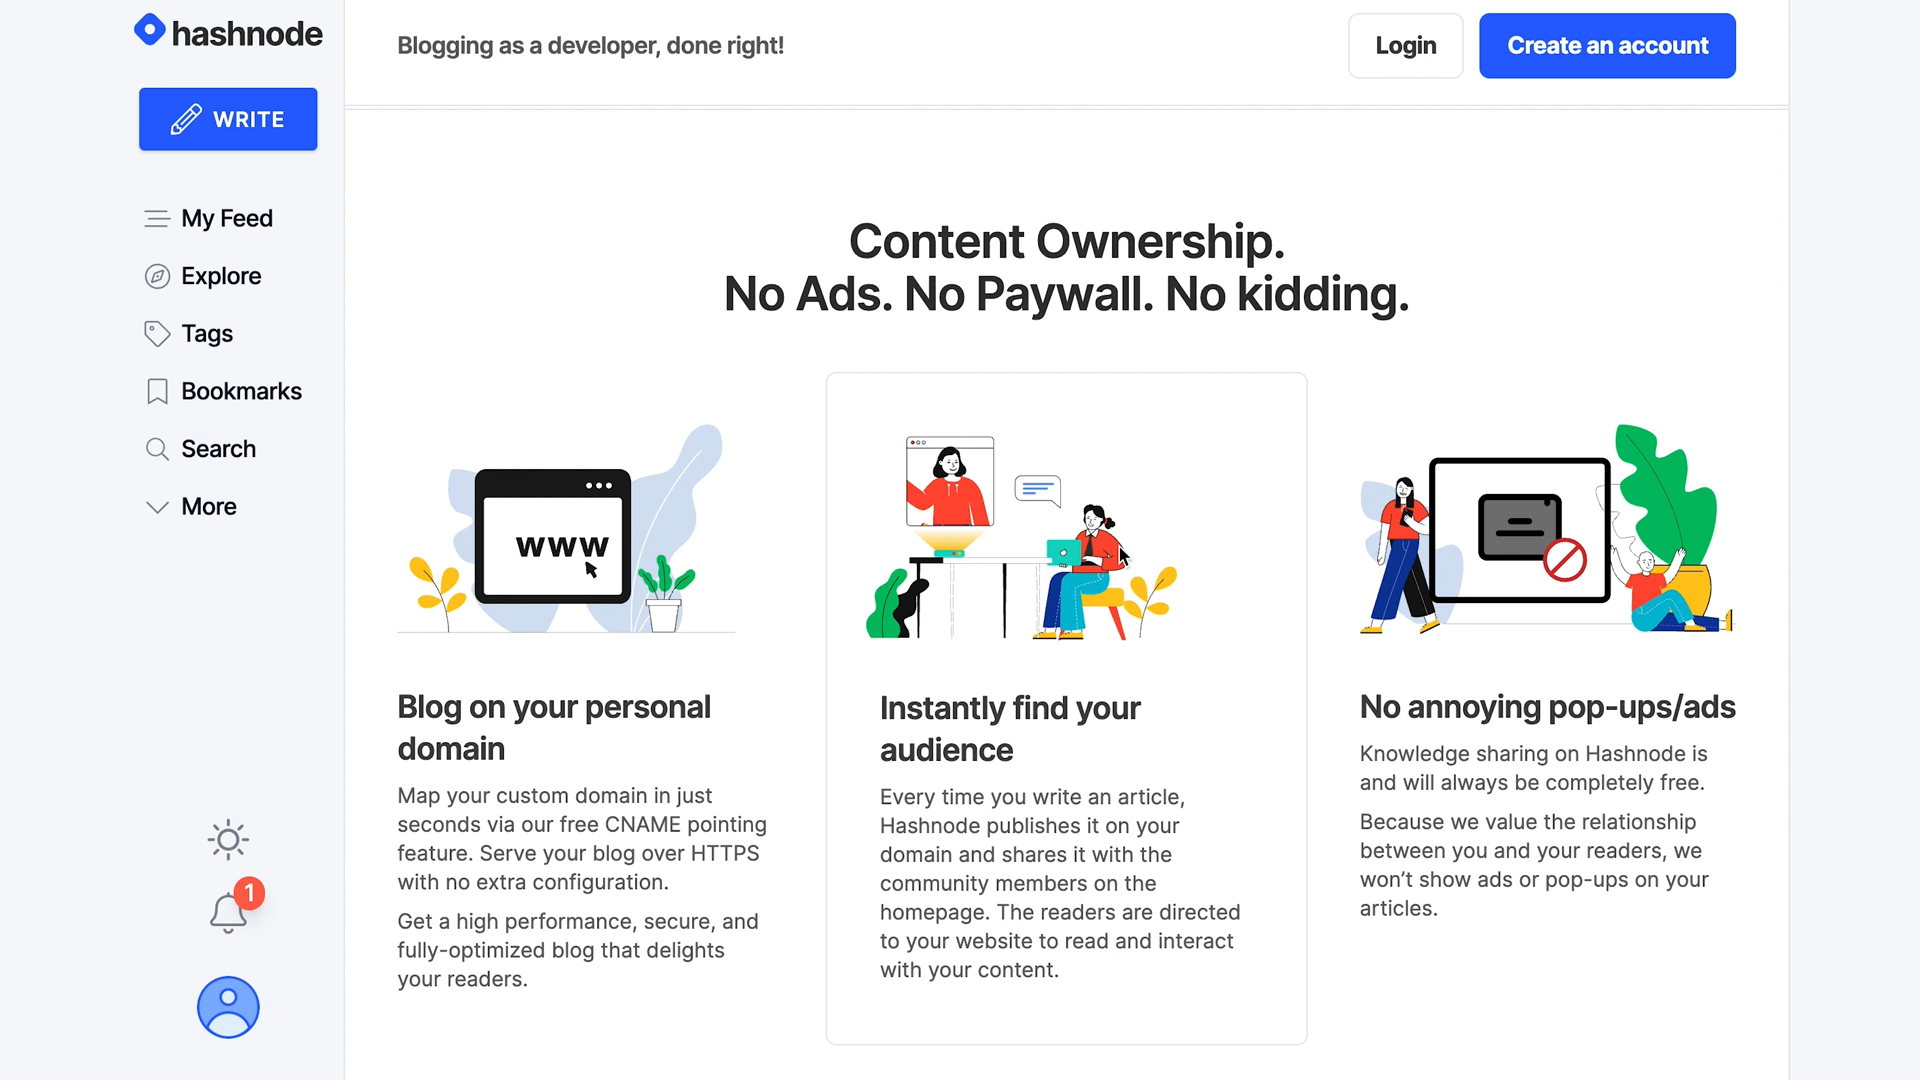 hashnode
WRITE
My Feed
Explore
Tags
Bookmarks
Search
More
1
Blogging as a developer, done right!
Login
Create an account
Content Ownership.
No Ads. No Paywall. No kidding.
www
Blog on your personal
domain
Map your custom domain in just
seconds via our free CNAME pointing
feature. Serve your blog over HTTPS
with no extra configuration.
Get a high performance, secure, and
fully-optimized blog that delights
your readers.
Instantly find your
audience
Every time you write an article,
Hashnode publishes it on your
domain and shares it with the
community members on the
homepage. The readers are directed
to your website to read and interact
with your content.
No annoying pop-ups/ads
Knowledge sharing on Hashnode is
and will always be completely free.
Because we value the relationship
between you and your readers, we
won’t show ads or pop-ups on your
articles.